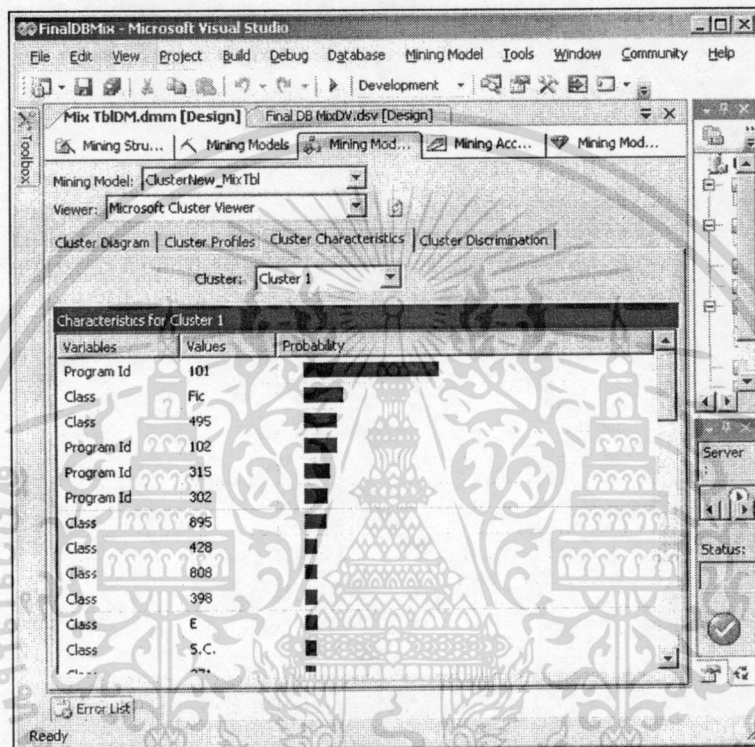 FinalDBMix - Microsoft Visual Studio
File Edit View Project Build Debug Database Mining Model Tools Window Community Help
Development
Mix TblDM.dmm [Design] Final DB MixDV.dsv [Design]
Toolbox
Mining Stru... Mining Models Mining Mod... Mining Acc... Mining Mod...
Mining Model: ClusterNew_MixTbl
Viewer: Microsoft Cluster Viewer
Cluster Diagram Cluster Profiles Cluster Characteristics Cluster Discrimination
Cluster: Cluster 1
Characteristics for Cluster 1
Variables Values Probability
Program Id 101
Class Fic
Class 495
Program Id 102
Program Id 315
Program Id 302
Class 895
Class 428
Class 808
Class 398
Class E
Class S.C.
Server
:
Status:
Error List
Ready